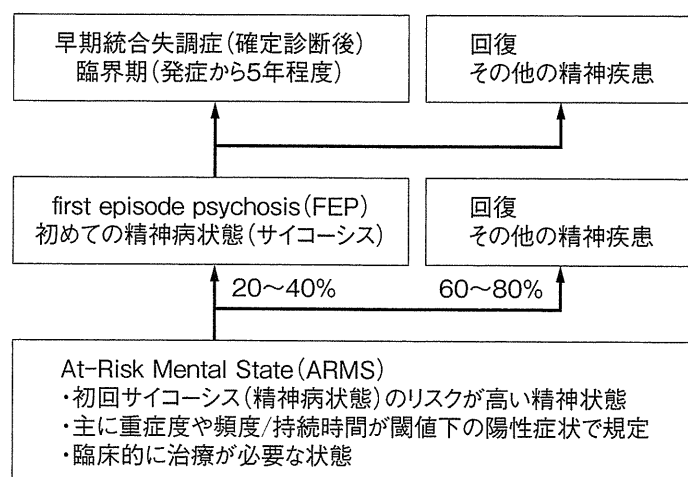 早期統合失調症(確定診断後)
臨界期(発症から5年程度)
回復
その他の精神疾患
first episode psychosis(FEP)
初めての精神病状態(サイコーシス)
回復
その他の精神疾患
20～40%
60～80%
At-Risk Mental State(ARMS)
・初回サイコーシス(精神病状態)のリスクが高い精神状態
・主に重症度や頻度/持続時間が閾値下の陽性症状で規定
・臨床的に治療が必要な状態